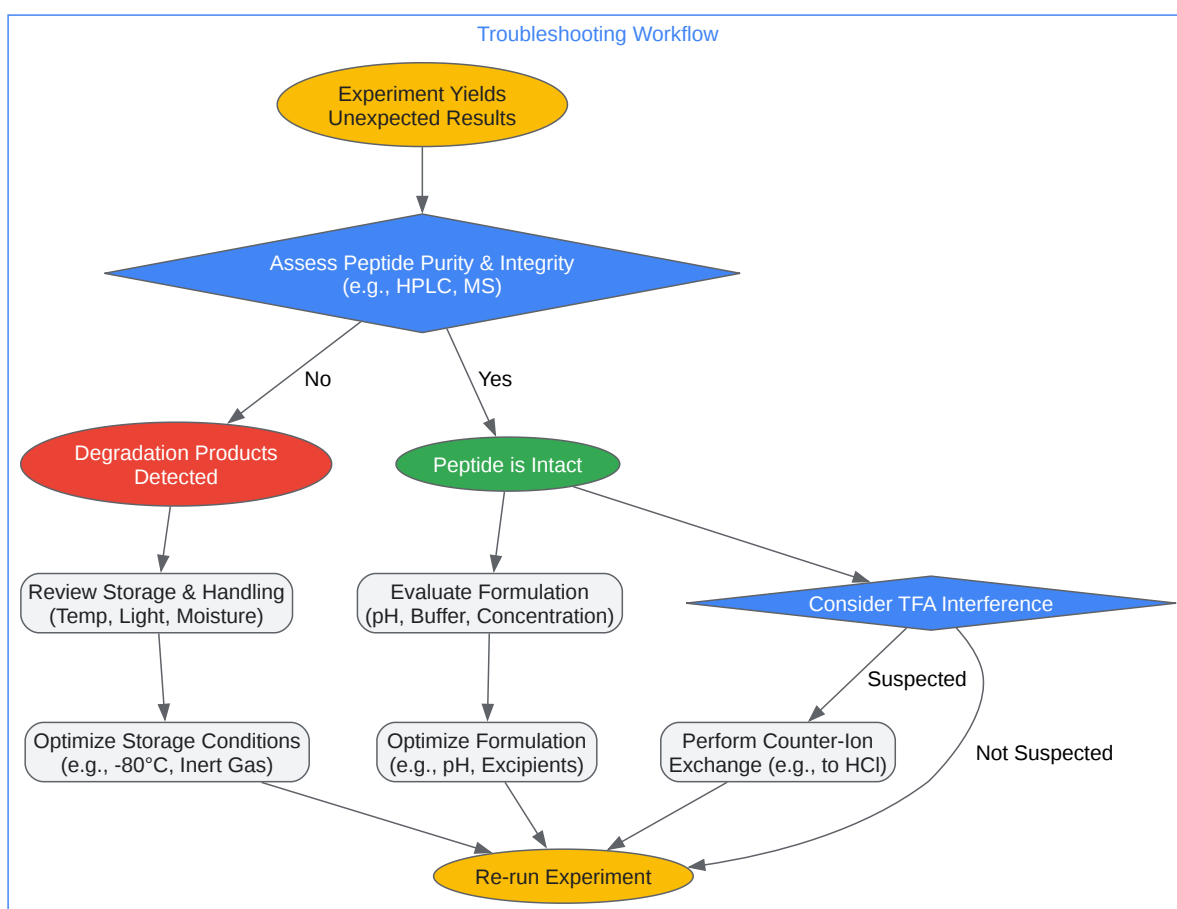 Troubleshooting Workflow
Experiment Yields
Unexpected Results
Assess Peptide Purity & Integrity
(e.g., HPLC, MS)
No
Yes
Degradation Products
Detected
Peptide is Intact
Review Storage & Handling
(Temp, Light, Moisture)
Evaluate Formulation
(pH, Buffer, Concentration)
Consider TFA Interference
Suspected
Not Suspected
Optimize Storage Conditions
(e.g., -80°C, Inert Gas)
Optimize Formulation
(e.g., pH, Excipients)
Perform Counter-Ion
Exchange (e.g., to HCl)
Re-run Experiment